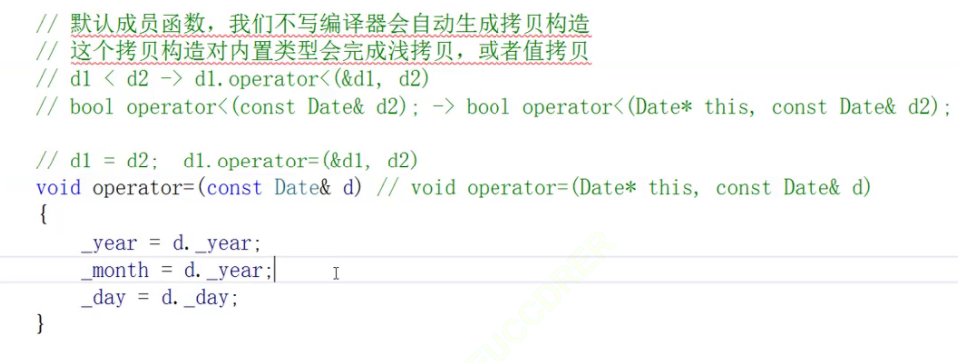 // 默认成员函数，我们不写编译器会自动生成拷贝构造
// 这个拷贝构造对内置类型会完成浅拷贝，或者值拷贝
// d1 < d2 -> d1.operator<(&d1, d2)
// bool operator<(const Date& d2); -> bool operator<(Date* this, const Date& d2);
// d1 = d2;  d1.operator=(&d1, d2)
void operator=(const Date& d) // void operator=(Date* this, const Date& d)
{
_year = d._year;
_month = d._year;
_day = d._day;
}